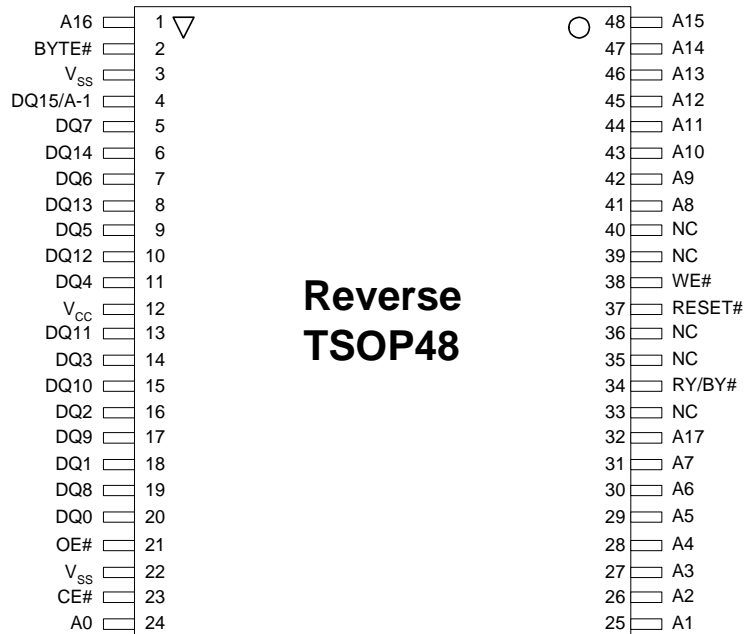 A16 1 48 A15
BYTE# 2 47 A14
VSS 3 46 A13
DQ15/A-1 4 45 A12
DQ7 5 44 A11
DQ14 6 43 A10
DQ6 7 42 A9
DQ13 8 41 A8
DQ5 9 40 NC
DQ12 10 39 NC
DQ4 11 38 WE#
VCC 12 37 RESET#
DQ11 13 36 NC
DQ3 14 35 NC
DQ10 15 34 RY/BY#
DQ2 16 33 NC
DQ9 17 32 A17
DQ1 18 31 A7
DQ8 19 30 A6
DQ0 20 29 A5
OE# 21 28 A4
VSS 22 27 A3
CE# 23 26 A2
A0 24 25 A1
Reverse
TSOP48